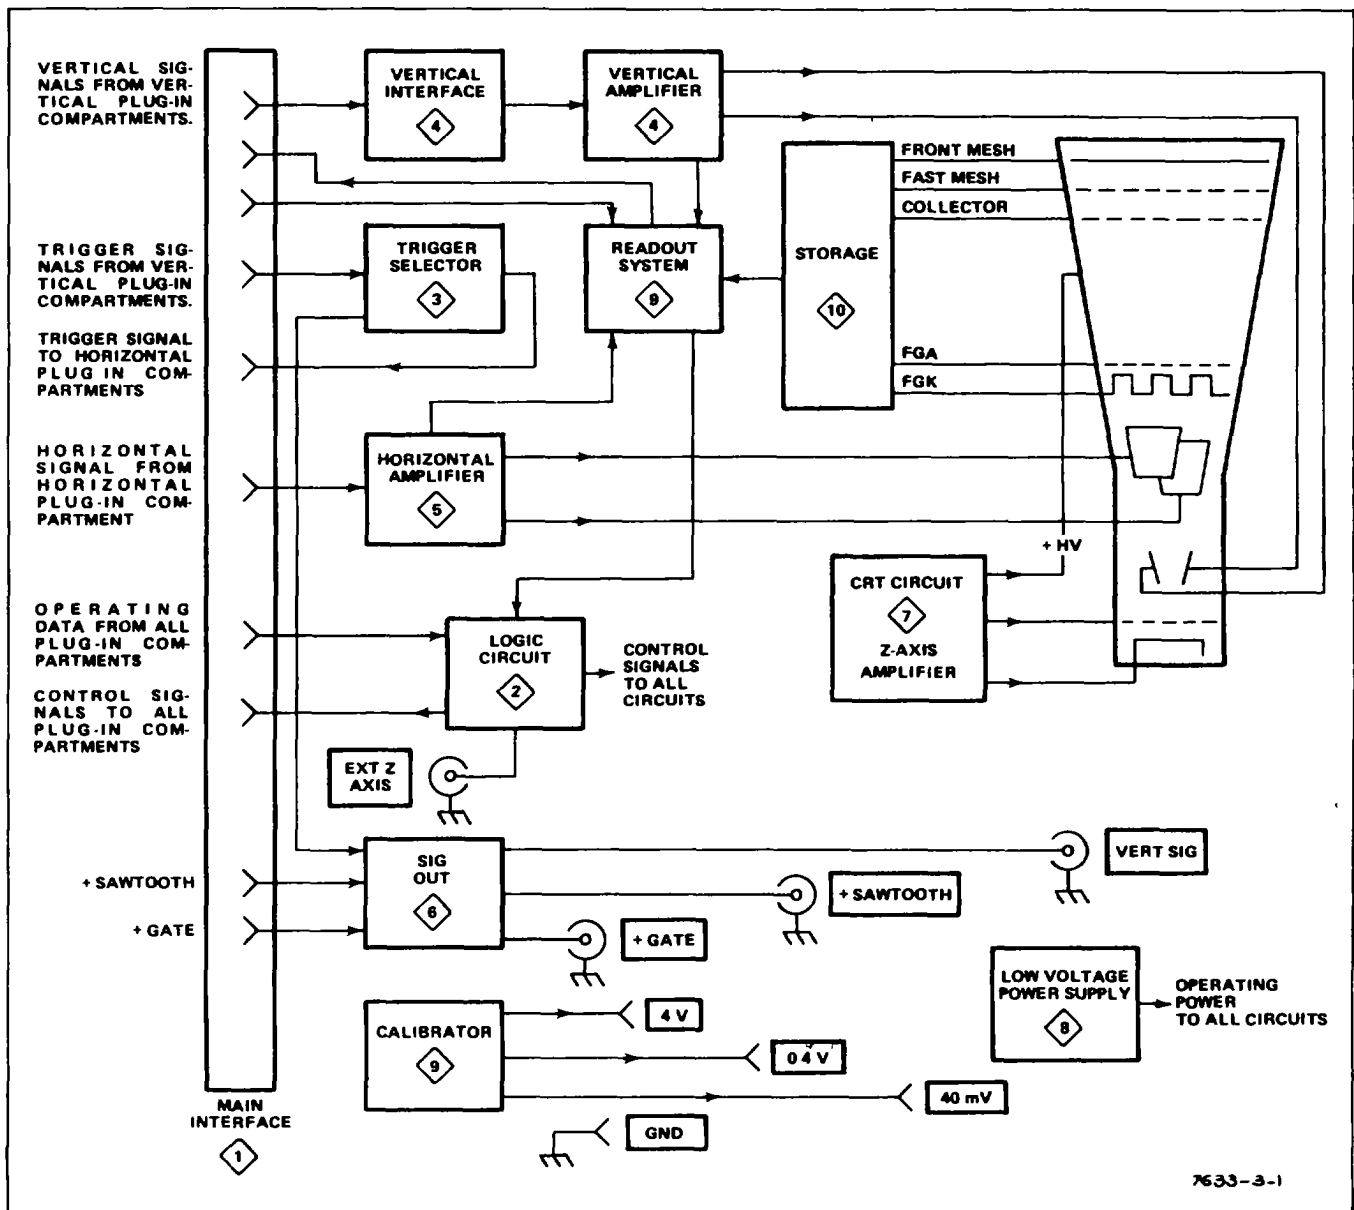 VERTICAL SIG-
NALS FROM VER-
TICAL PLUG-IN
COMPARTMENTS.
VERTICAL
INTERFACE
4
VERTICAL
AMPLIFIER
4
FRONT MESH
FAST MESH
COLLECTOR
STORAGE
10
FGA
FGK
TRIGGER SIG-
NALS FROM VER-
TICAL PLUG-IN
COMPARTMENTS.
TRIGGER
SELECTOR
3
READOUT
SYSTEM
9
TRIGGER SIGNAL
TO HORIZONTAL
PLUG IN COM-
PARTMENTS
HORIZONTAL
SIGNAL FROM
HORIZONTAL
PLUG-IN COM-
PARTMENT
HORIZONTAL
AMPLIFIER
5
+ HV
CRT CIRCUIT
7
Z-AXIS
AMPLIFIER
OPERATING
DATA FROM ALL
PLUG-IN COM-
PARTMENTS
LOGIC
CIRCUIT
2
CONTROL
SIGNALS
TO ALL
CIRCUITS
CONTROL SIG-
NALS TO ALL
PLUG-IN COM-
PARTMENTS
EXT Z
AXIS
SIG
OUT
6
VERT SIG
+ SAWTOOTH
+ SAWTOOTH
+ GATE
+ GATE
LOW VOLTAGE
POWER SUPPLY
8
OPERATING
POWER
TO ALL CIRCUITS
CALIBRATOR
9
4 V
0 4 V
40 mV
GND
MAIN
INTERFACE
1
7633-3-1